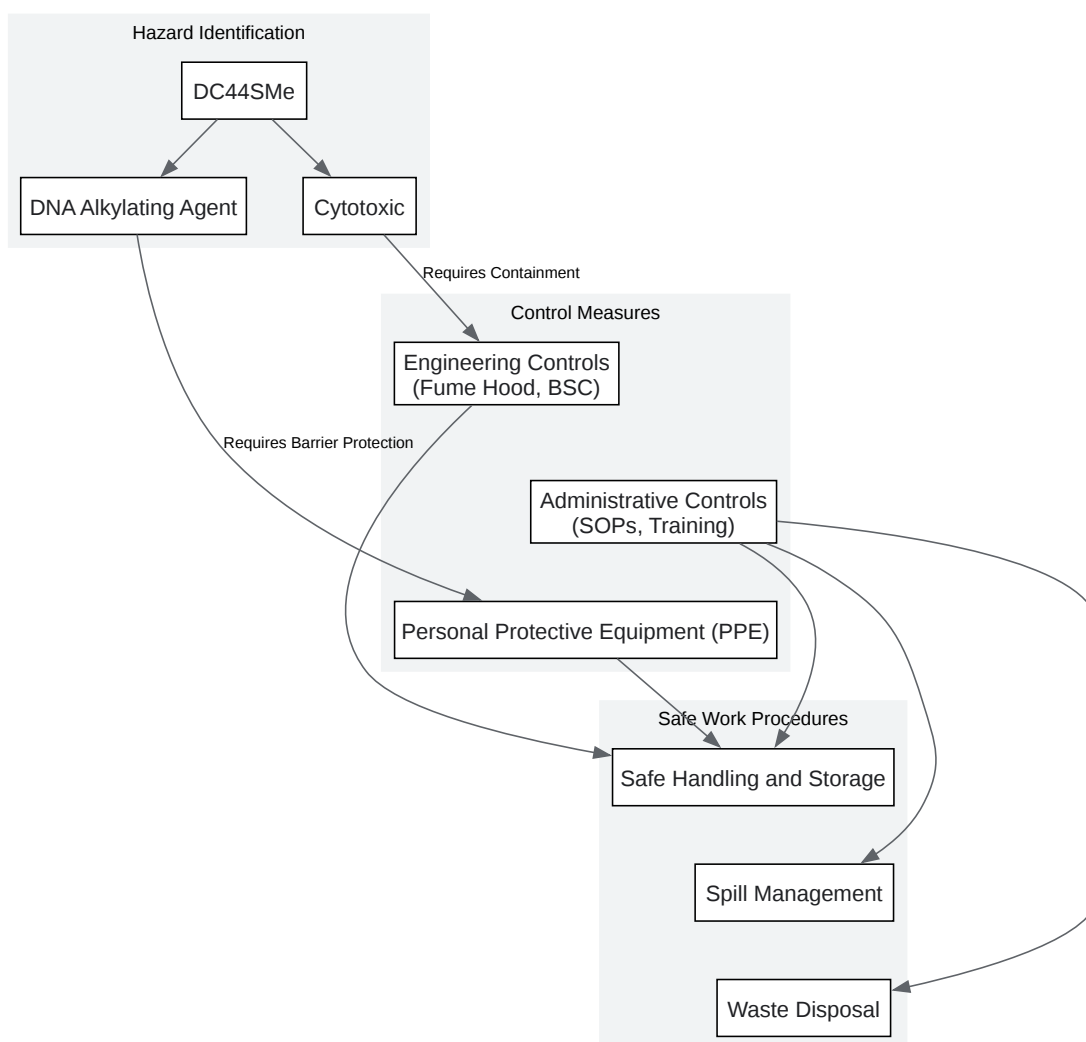 Hazard Identification
DC44SMe
DNA Alkylating Agent
Cytotoxic
Requires Containment
Control Measures
Engineering Controls
(Fume Hood, BSC)
Requires Barrier Protection
Administrative Controls
(SOPs, Training)
Personal Protective Equipment (PPE)
Safe Work Procedures
Safe Handling and Storage
Spill Management
Waste Disposal